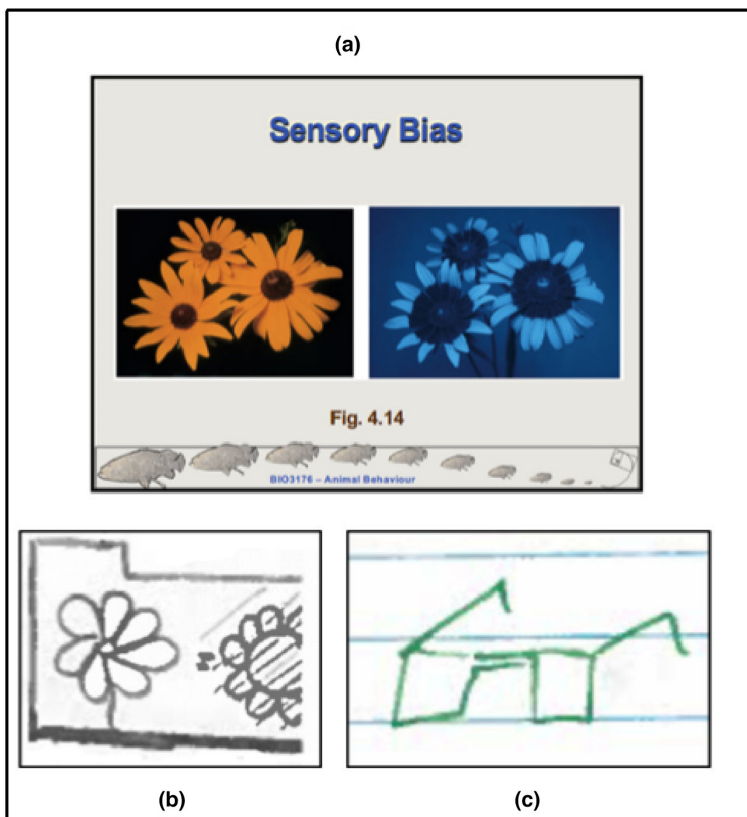 (a)
Sensory Bias
Fig. 4.14
BIO3176 – Animal Behaviour
(b)
(c)